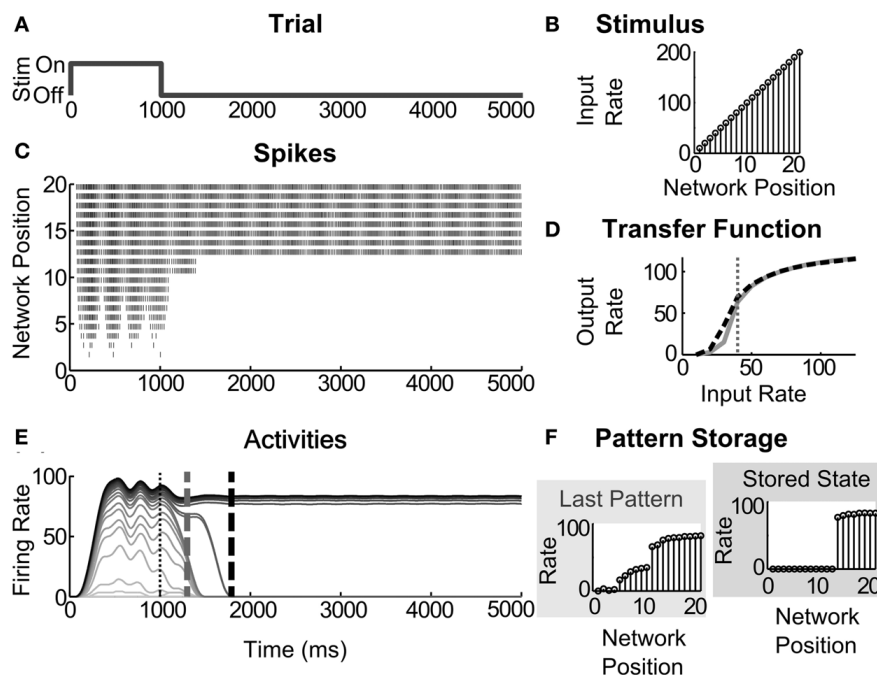 A Trial
Stim
On
Off
0 1000 2000 3000 4000 5000
B Stimulus
Input
Rate
200
100
0
0 10 20
Network Position
C Spikes
Network Position
20
15
10
5
0
0 1000 2000 3000 4000 5000
D Transfer Function
Output
Rate
100
50
0
0 50 100
Input Rate
E Activities
Firing Rate
100
50
0
0 1000 2000 3000 4000 5000
Time (ms)
F Pattern Storage
Last Pattern
Rate
100
0
0 10 20
Network
Position
Stored State
Rate
100
0
0 10 20
Network
Position